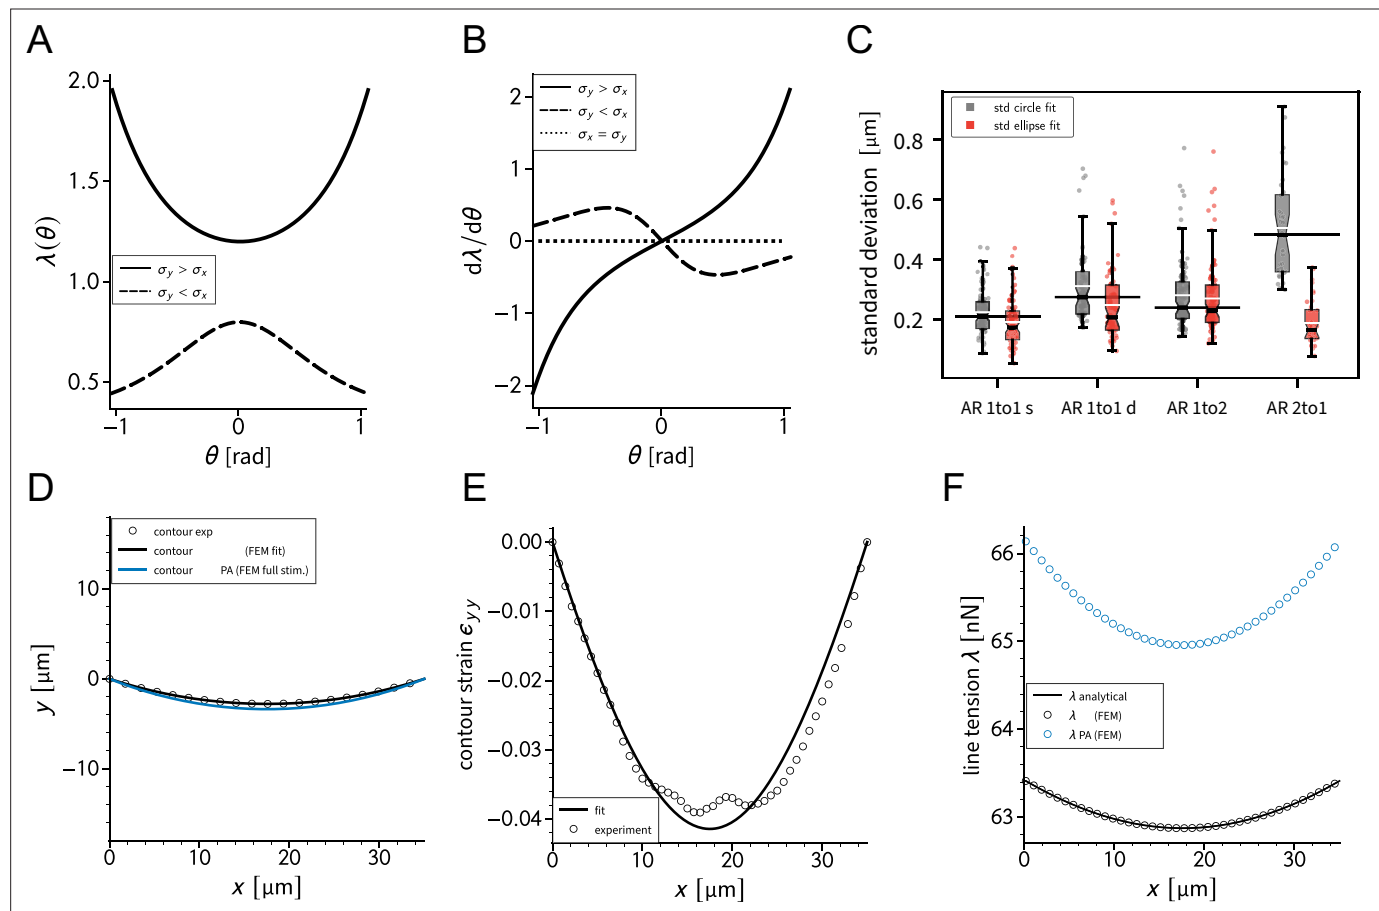 A
2.0
1.5
1.0
0.5
λ(θ)
σy > σx
σy < σx
−1
0
1
θ [rad]
B
σy > σx
σy < σx
σx = σy
2
1
0
−1
−2
dλ/dθ
−1
0
1
θ [rad]
C
std circle fit
std ellipse fit
0.8
0.6
0.4
0.2
standard deviation [µm]
AR 1to1 s
AR 1to1 d
AR 1to2
AR 2to1
D
contour exp
contour (FEM fit)
contour PA (FEM full stim.)
10
0
−10
y [µm]
0
10
20
30
x [µm]
E
0.00
−0.01
−0.02
−0.03
−0.04
contour strain ϵyy
fit
experiment
0
10
20
30
x [µm]
F
66
65
64
63
line tension λ [nN]
λ analytical
λ (FEM)
λ PA (FEM)
0
10
20
30
x [µm]